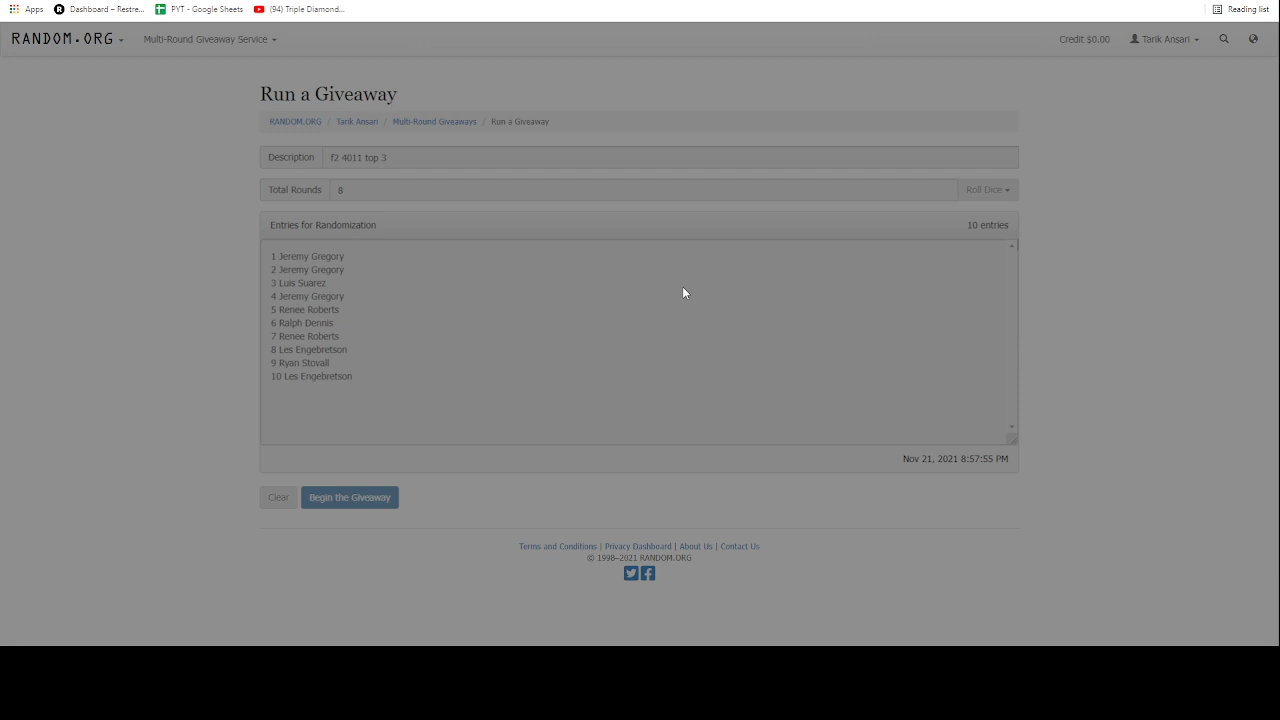 Apps Dashboard – Restre... PYT - Google Sheets (94) Triple Diamond... Reading list
RANDOM.ORG Multi-Round Giveaway Service Credit $0.00 Tarik Ansari
Run a Giveaway
RANDOM.ORG / Tarik Ansari / Multi-Round Giveaways / Run a Giveaway
Description f2 4011 top 3
Total Rounds 8 Roll Dice
Entries for Randomization 10 entries
1 Jeremy Gregory
2 Jeremy Gregory
3 Luis Suarez
4 Jeremy Gregory
5 Renee Roberts
6 Ralph Dennis
7 Renee Roberts
8 Les Engebretson
9 Ryan Stovall
10 Les Engebretson
Nov 21, 2021 8:57:55 PM
Clear Begin the Giveaway
Terms and Conditions | Privacy Dashboard | About Us | Contact Us
© 1998–2021 RANDOM.ORG